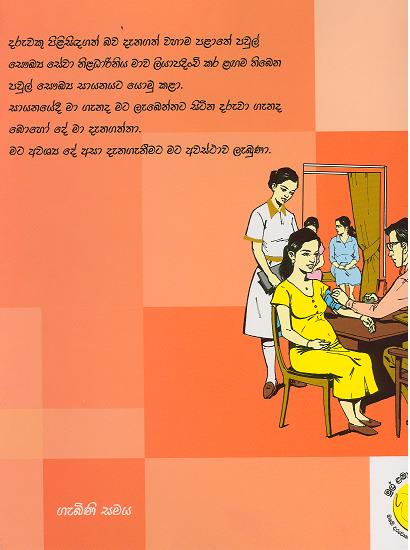 දරුවකු පිළිසිඳගත් බව දැනගත් වහාම පළාතේ පවුල්
සෞඛ්‍ය සේවා නිළධාරිනිය මාව ලියාපදිංචි කර ළඟම තිබෙන
පවුල් සෞඛ්‍ය සායනයට යොමු කළා.
සායනයේදී මා ගැනද මට ලැබෙන්නට සිටින දරුවා ගැනද
බොහෝ දේ මා දැනගත්තා.
මට අවශ්‍ය දේ අසා දැනගැනීමට මට අවස්ථාව ලැබුණා.
ගැබිණි සමය